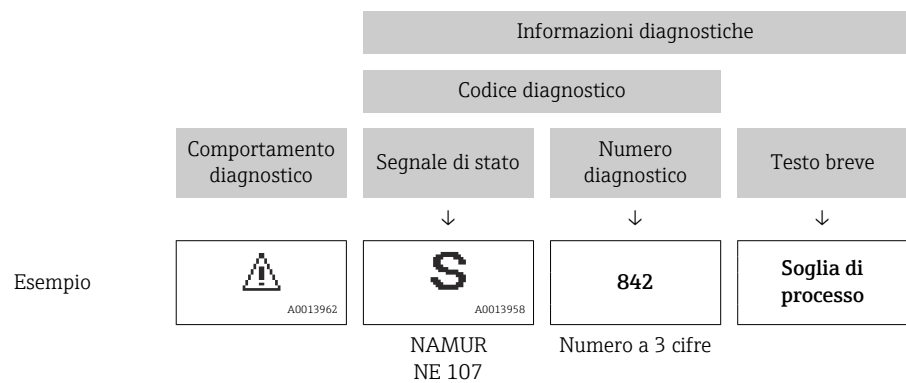 Informazioni diagnostiche
Codice diagnostico
Comportamento
diagnostico
Segnale di stato
Numero
diagnostico
Testo breve
↓ ↓ ↓
Esempio
A0013962
S
A0013958
842
Soglia di
processo
NAMUR
NE 107
Numero a 3 cifre